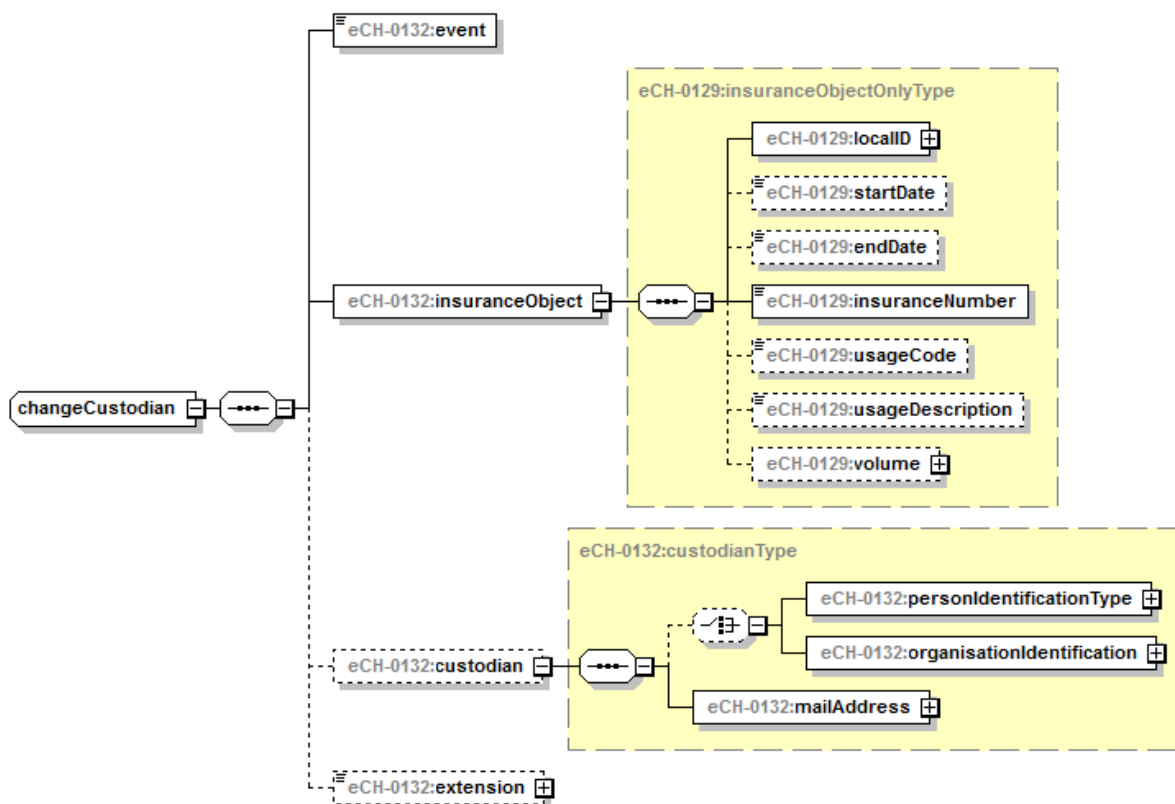 eCH-0132:event
eCH-0129:insuranceObjectOnlyType
eCH-0129:localID
eCH-0129:startDate
eCH-0129:endDate
eCH-0132:insuranceObject
eCH-0129:insuranceNumber
eCH-0129:usageCode
changeCustodian
eCH-0129:usageDescription
eCH-0129:volume
eCH-0132:custodianType
eCH-0132:personIdentificationType
eCH-0132:organisationIdentification
eCH-0132:custodian
eCH-0132:mailAddress
eCH-0132:extension